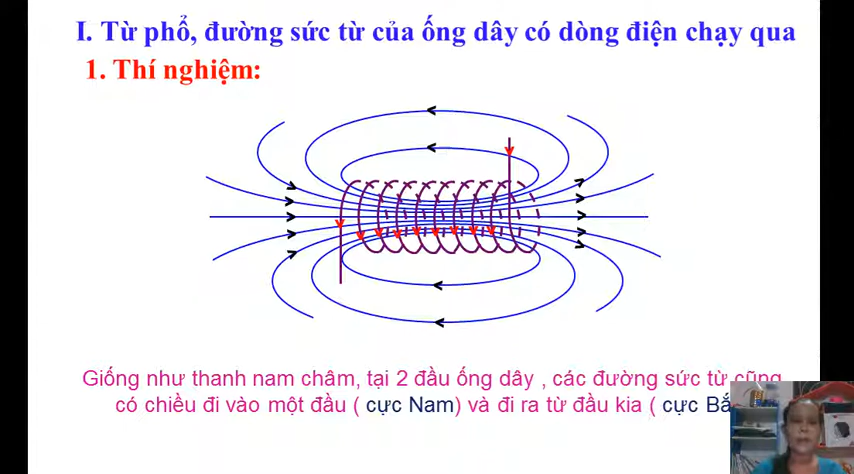 I. Từ phổ, đường sức từ của ống dây có dòng điện chạy qua
1. Thí nghiệm:
Giống như thanh nam châm, tại 2 đầu ống dây , các đường sức từ cũng
có chiều đi vào một đầu ( cực Nam) và đi ra từ đầu kia ( cực